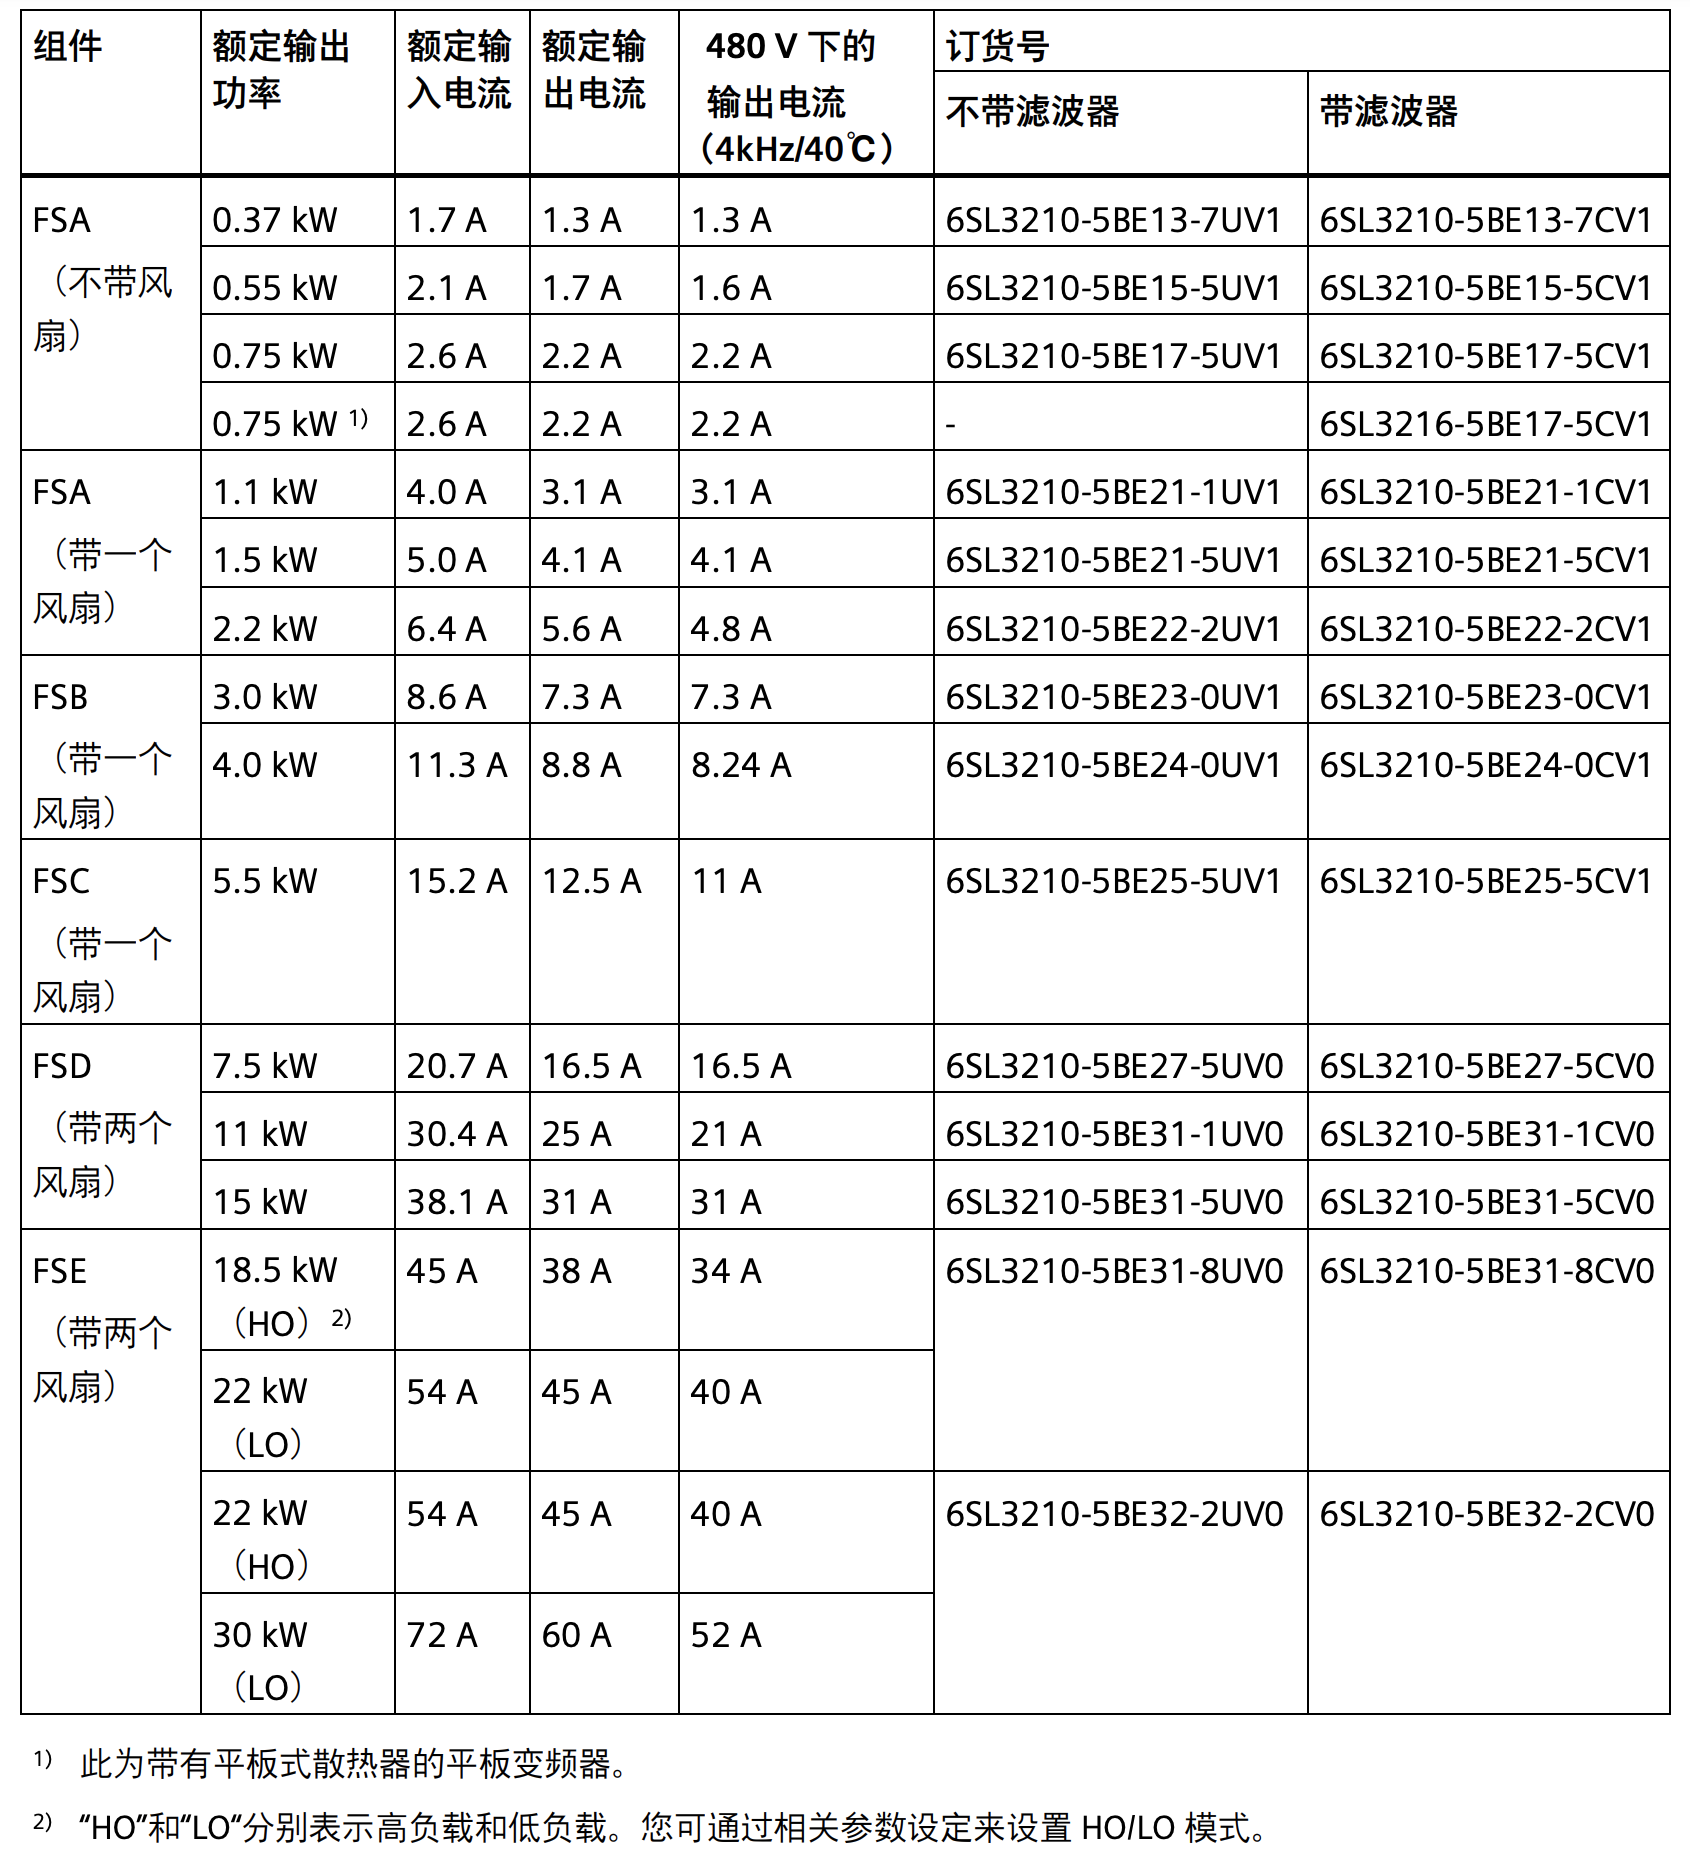 组件 额定输出功率 额定输入电流 额定输出电流 480 V 下的输出电流（4kHz/40℃） 订货号
不带滤波器 带滤波器
FSA（不带风扇） 0.37 kW 1.7 A 1.3 A 1.3 A 6SL3210-5BE13-7UV1 6SL3210-5BE13-7CV1
0.55 kW 2.1 A 1.7 A 1.6 A 6SL3210-5BE15-5UV1 6SL3210-5BE15-5CV1
0.75 kW 2.6 A 2.2 A 2.2 A 6SL3210-5BE17-5UV1 6SL3210-5BE17-5CV1
0.75 kW 1) 2.6 A 2.2 A 2.2 A - 6SL3216-5BE17-5CV1
FSA（带一个风扇） 1.1 kW 4.0 A 3.1 A 3.1 A 6SL3210-5BE21-1UV1 6SL3210-5BE21-1CV1
1.5 kW 5.0 A 4.1 A 4.1 A 6SL3210-5BE21-5UV1 6SL3210-5BE21-5CV1
2.2 kW 6.4 A 5.6 A 4.8 A 6SL3210-5BE22-2UV1 6SL3210-5BE22-2CV1
FSB（带一个风扇） 3.0 kW 8.6 A 7.3 A 7.3 A 6SL3210-5BE23-0UV1 6SL3210-5BE23-0CV1
4.0 kW 11.3 A 8.8 A 8.24 A 6SL3210-5BE24-0UV1 6SL3210-5BE24-0CV1
FSC（带一个风扇） 5.5 kW 15.2 A 12.5 A 11 A 6SL3210-5BE25-5UV1 6SL3210-5BE25-5CV1
FSD（带两个风扇） 7.5 kW 20.7 A 16.5 A 16.5 A 6SL3210-5BE27-5UV0 6SL3210-5BE27-5CV0
11 kW 30.4 A 25 A 21 A 6SL3210-5BE31-1UV0 6SL3210-5BE31-1CV0
15 kW 38.1 A 31 A 31 A 6SL3210-5BE31-5UV0 6SL3210-5BE31-5CV0
FSE（带两个风扇） 18.5 kW（HO）2) 45 A 38 A 34 A 6SL3210-5BE31-8UV0 6SL3210-5BE31-8CV0
22 kW（LO） 54 A 45 A 40 A
22 kW（HO） 54 A 45 A 40 A 6SL3210-5BE32-2UV0 6SL3210-5BE32-2CV0
30 kW（LO） 72 A 60 A 52 A
1) 此为带有平板式散热器的平板变频器。
2) “HO”和“LO“分别表示高负载和低负载。您可通过相关参数设定来设置 HO/LO 模式。